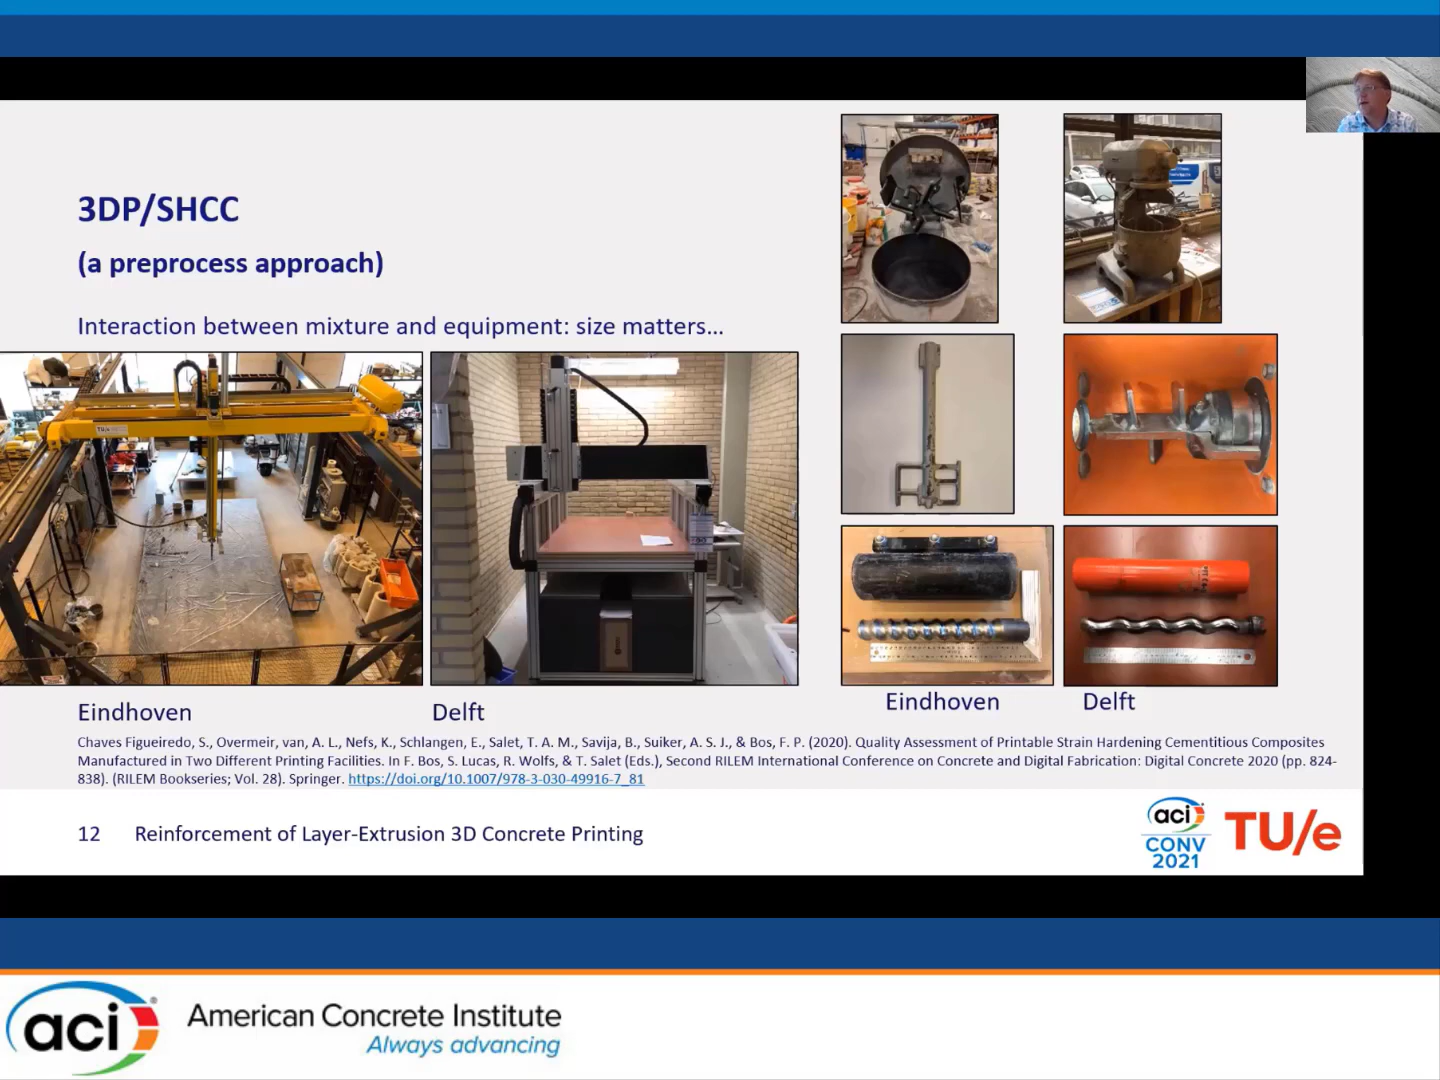 3DP/SHCC
(a preprocess approach)
Interaction between mixture and equipment: size matters...
TU/e
Eindhoven
Delft
Eindhoven
Delft
Chaves Figueiredo, S., Overmeir, van, A. L., Nefs, K., Schlangen, E., Salet, T. A. M., Savija, B., Suiker, A. S. J., & Bos, F. P. (2020). Quality Assessment of Printable Strain Hardening Cementitious Composites
Manufactured in Two Different Printing Facilities. In F. Bos, S. Lucas, R. Wolfs, & T. Salet (Eds.), Second RILEM International Conference on Concrete and Digital Fabrication: Digital Concrete 2020 (pp. 824-
838). (RILEM Bookseries; Vol. 28). Springer. https://doi.org/10.1007/978-3-030-49916-7_81
12 Reinforcement of Layer-Extrusion 3D Concrete Printing
aci
CONV
2021
TU/e
aci
American Concrete Institute
Always advancing